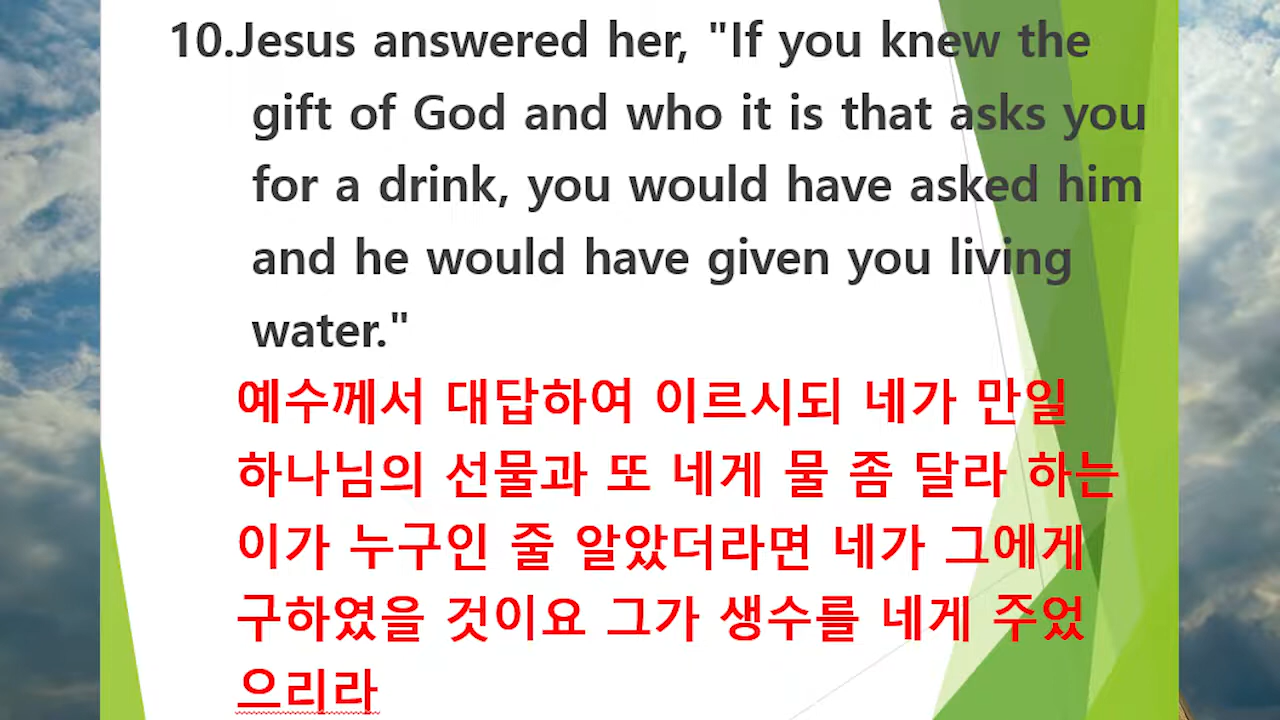 10.Jesus answered her, "If you knew the
gift of God and who it is that asks you
for a drink, you would have asked him
and he would have given you living
water."
예수께서 대답하여 이르시되 네가 만일
하나님의 선물과 또 네게 물 좀 달라 하는
이가 누구인 줄 알았더라면 네가 그에게
구하였을 것이요 그가 생수를 네게 주었
으리라